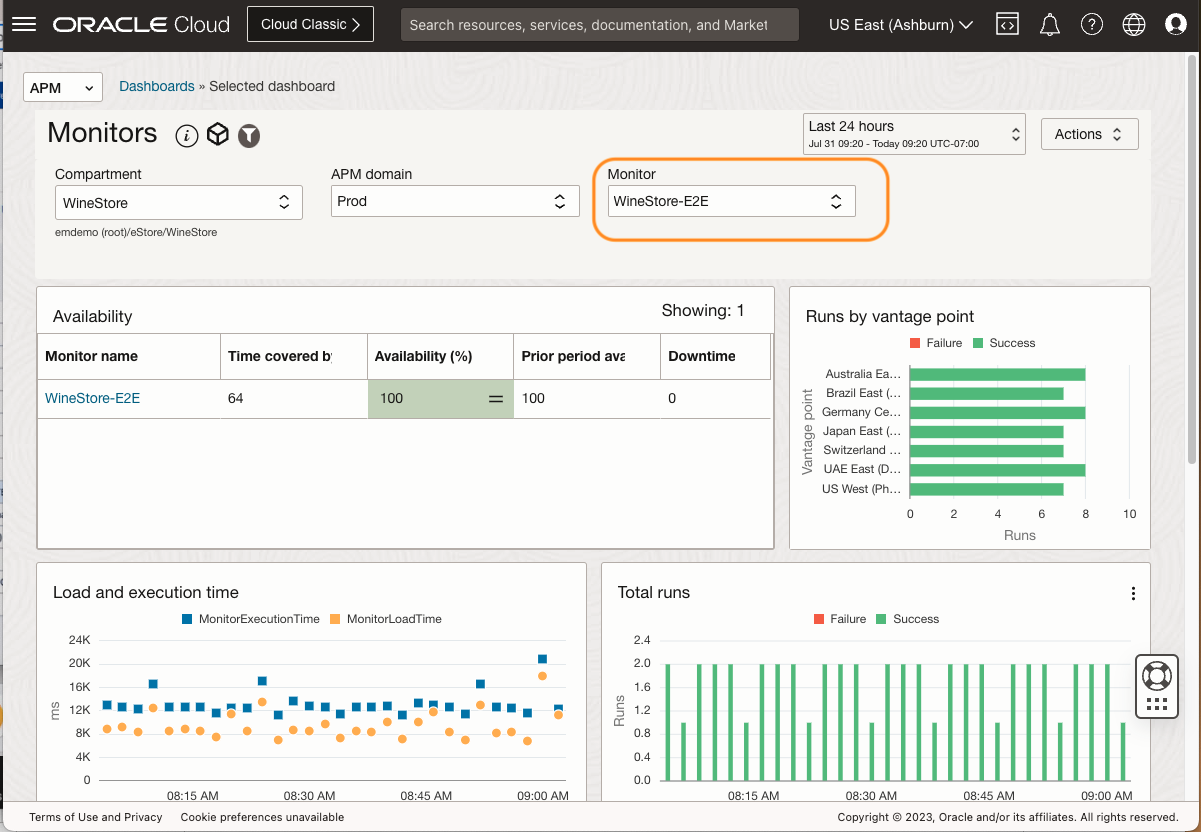 ORACLE Cloud
Cloud Classic
Search resources, services, documentation, and Market
US East (Ashburn)
APM
Dashboards » Selected dashboard
Monitors
Last 24 hours
Jul 31 09:20 - Today 09:20 UTC-07:00
Actions
Compartment
WineStore
emdemo (root)/eStore/WineStore
APM domain
Prod
Monitor
WineStore-E2E
Availability
Showing: 1
Monitor name Time covered by Availability (%) Prior period ava Downtime
WineStore-E2E 64 100 = 100 0
Runs by vantage point
Failure Success
Vantage point
Australia Ea...
Brazil East (...
Germany Ce...
Japan East (...
Switzerland ...
UAE East (D...
US West (Ph...
0 2 4 6 8 10
Runs
Load and execution time
MonitorExecutionTime MonitorLoadTime
ms
24K
20K
16K
12K
8K
4K
0
08:15 AM 08:30 AM 08:45 AM 09:00 AM
Total runs
Failure Success
Runs
2.4
2.0
1.6
1.2
0.8
0.4
0.0
08:15 AM 08:30 AM 08:45 AM 09:00 AM
Terms of Use and Privacy Cookie preferences unavailable
Copyright © 2023, Oracle and/or its affiliates. All rights reserved.